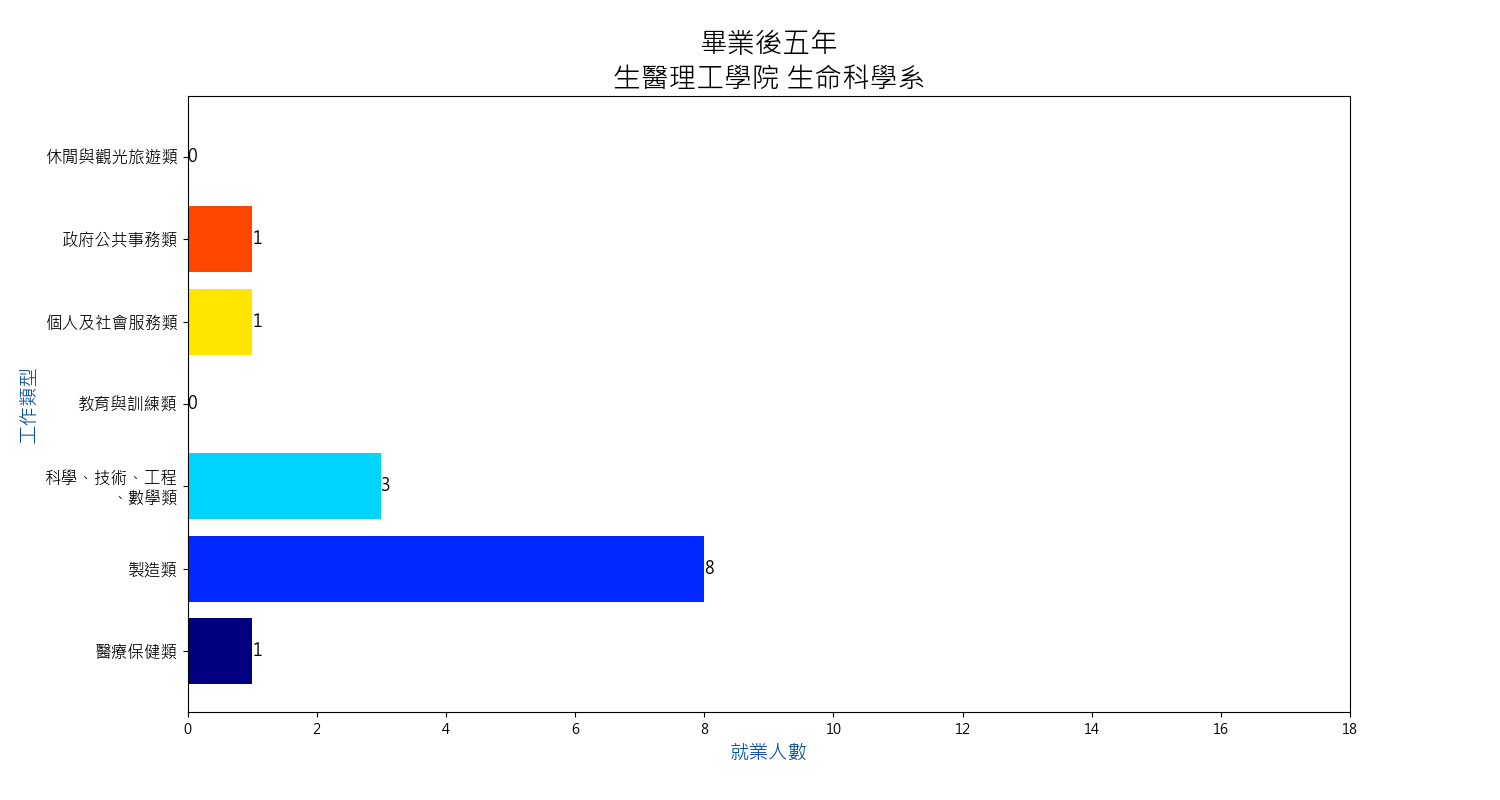 畢業後五年
生醫理工學院 生命科學系
休閒與觀光旅遊類
0
政府公共事務類
1
個人及社會服務類
1
教育與訓練類
0
科學、技術、工程
、數學類
3
製造類
8
醫療保健類
1
工作類型
0 2 4 6 8 10 12 14 16 18
就業人數